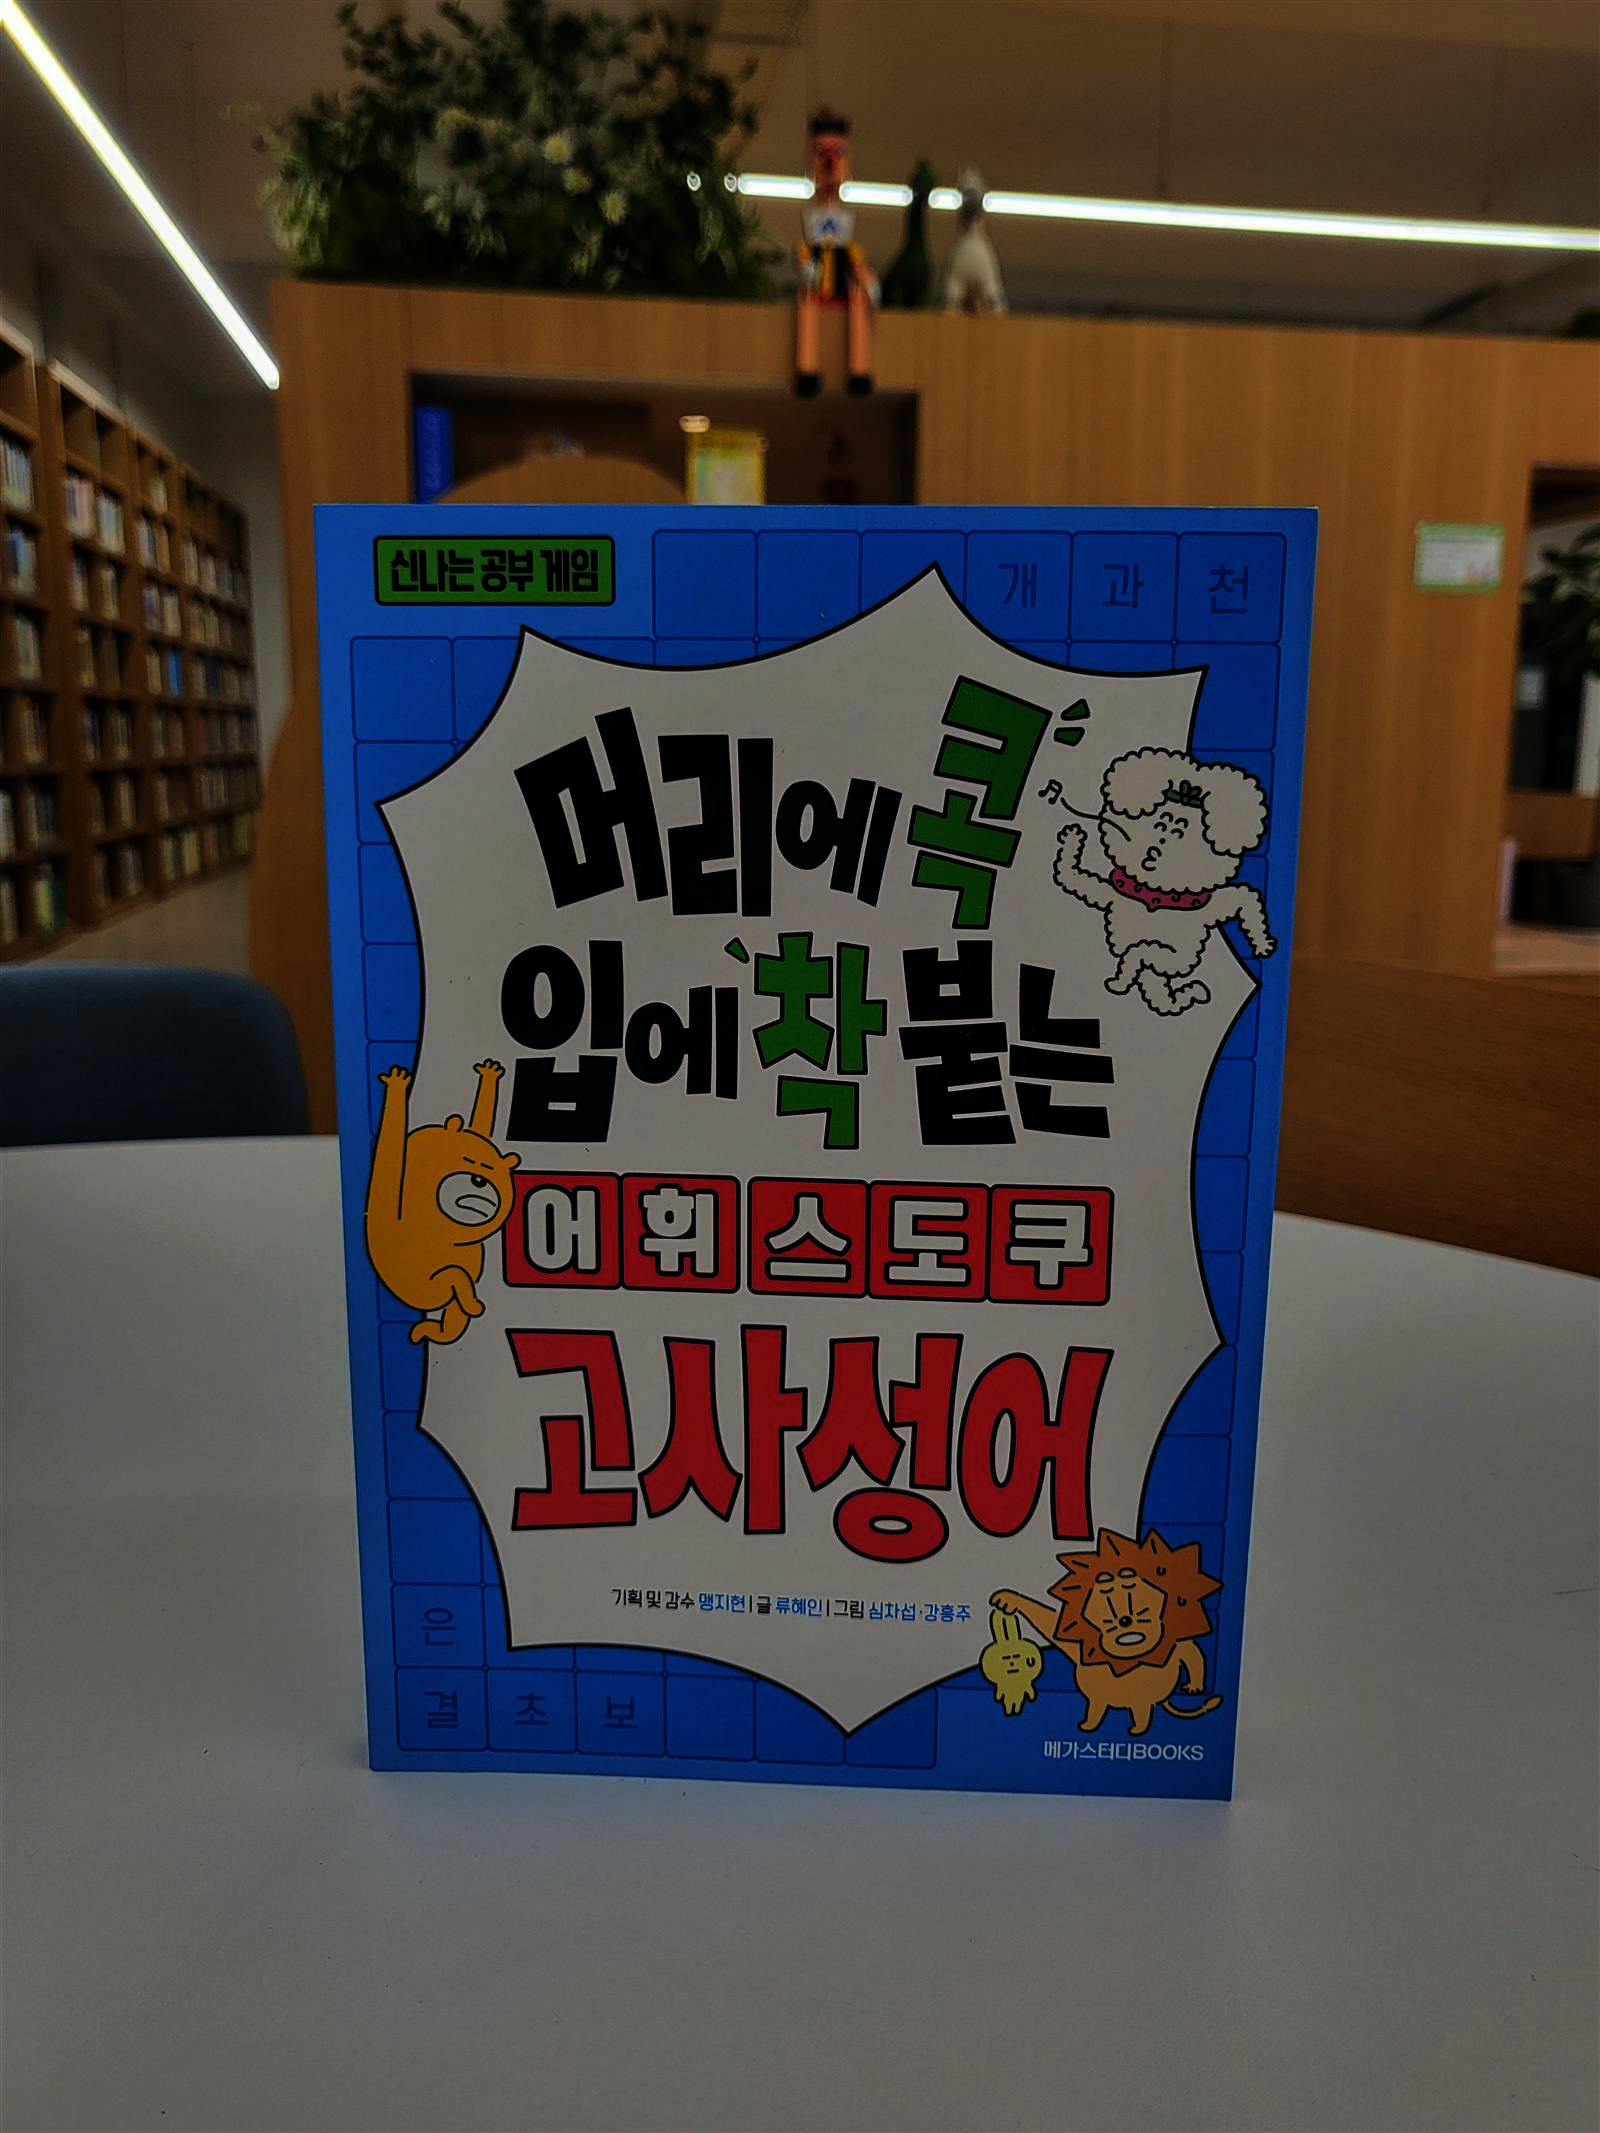 신나는 공부 게임
개 과 천
머리에 콕
입에 착 붙는
어휘 스도쿠
고사성어
기획 및 감수 맹지현 | 글 류혜인 | 그림 심차섭·강홍주
은
결 초 보
메가스터디BOOKS